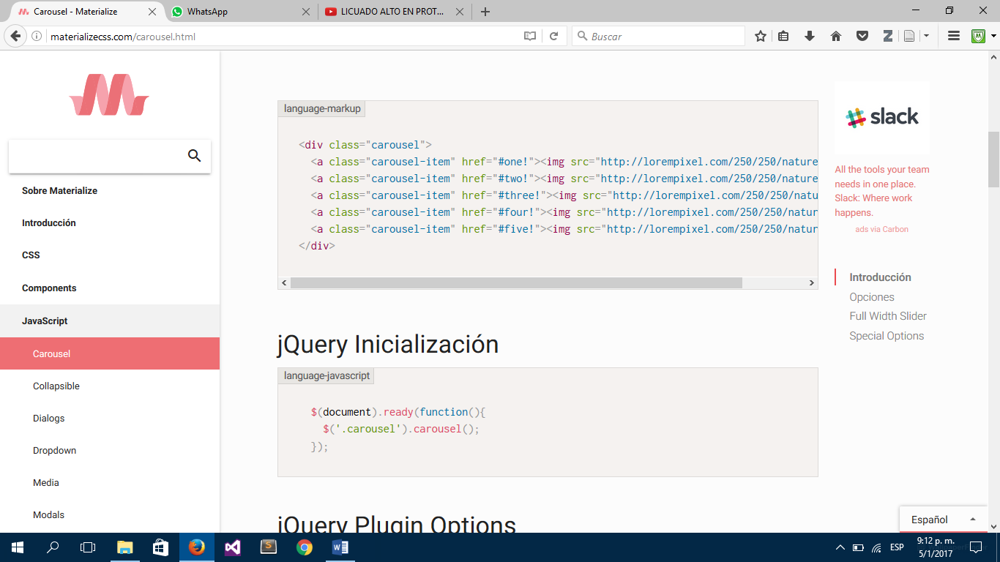 Carousel - Materialize
WhatsApp
LICUADO ALTO EN PROT...
materializecss.com/carousel.html
Buscar
Sobre Materialize
Introducción
CSS
Components
JavaScript
Carousel
Collapsible
Dialogs
Dropdown
Media
Modals
language-markup
<div class="carousel">
<a class="carousel-item" href="#one!"><img src="http://lorempixel.com/250/250/nature
<a class="carousel-item" href="#two!"><img src="http://lorempixel.com/250/250/nature
<a class="carousel-item" href="#three!"><img src="http://lorempixel.com/250/250/natu
<a class="carousel-item" href="#four!"><img src="http://lorempixel.com/250/250/natur
<a class="carousel-item" href="#five!"><img src="http://lorempixel.com/250/250/natur
</div>
jQuery Inicialización
language-javascript
$(document).ready(function(){
$('.carousel').carousel();
});
jQuery Plugin Options
slack
All the tools your team
needs in one place.
Slack: Where work
happens.
ads via Carbon
Introducción
Opciones
Full Width Slider
Special Options
Español
ESP
9:12 p. m.
5/1/2017